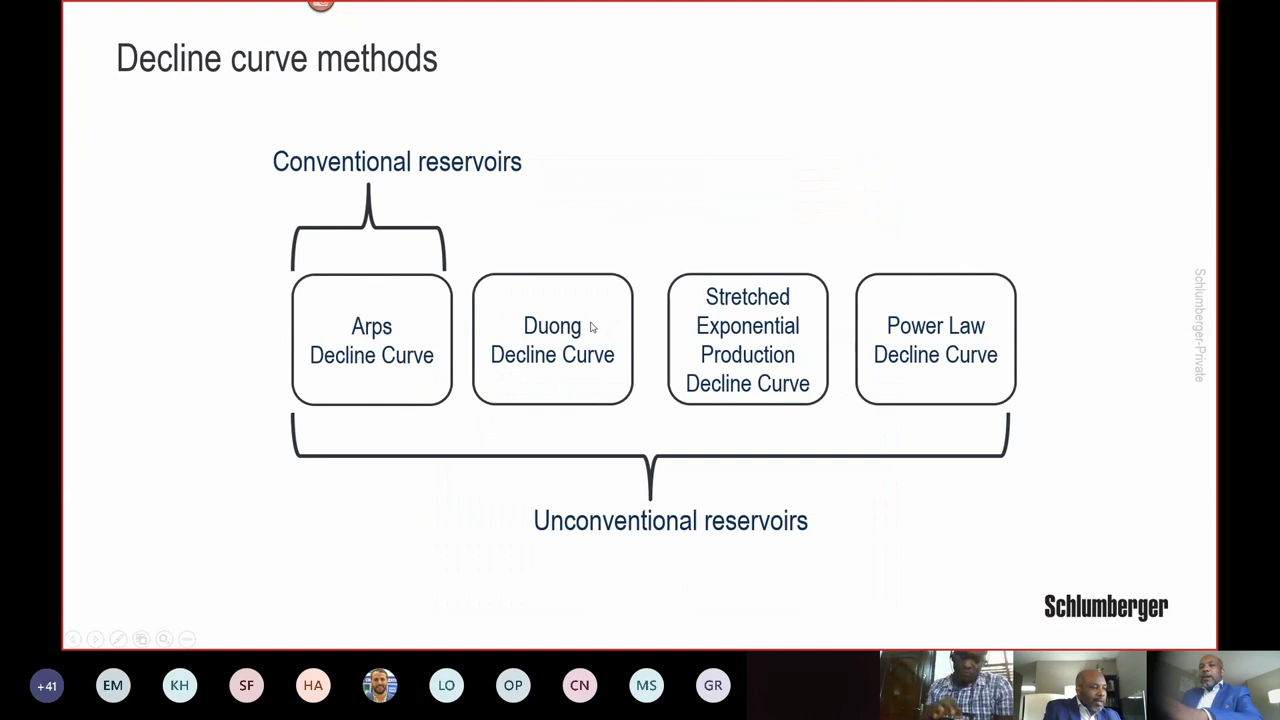 Decline curve methods
Conventional reservoirs
Arps
Decline Curve
Duong
Decline Curve
Stretched
Exponential
Production
Decline Curve
Power Law
Decline Curve
Unconventional reservoirs
Schlumberger-Private
Schlumberger
+41
EM
KH
SF
HA
LO
OP
CN
MS
GR